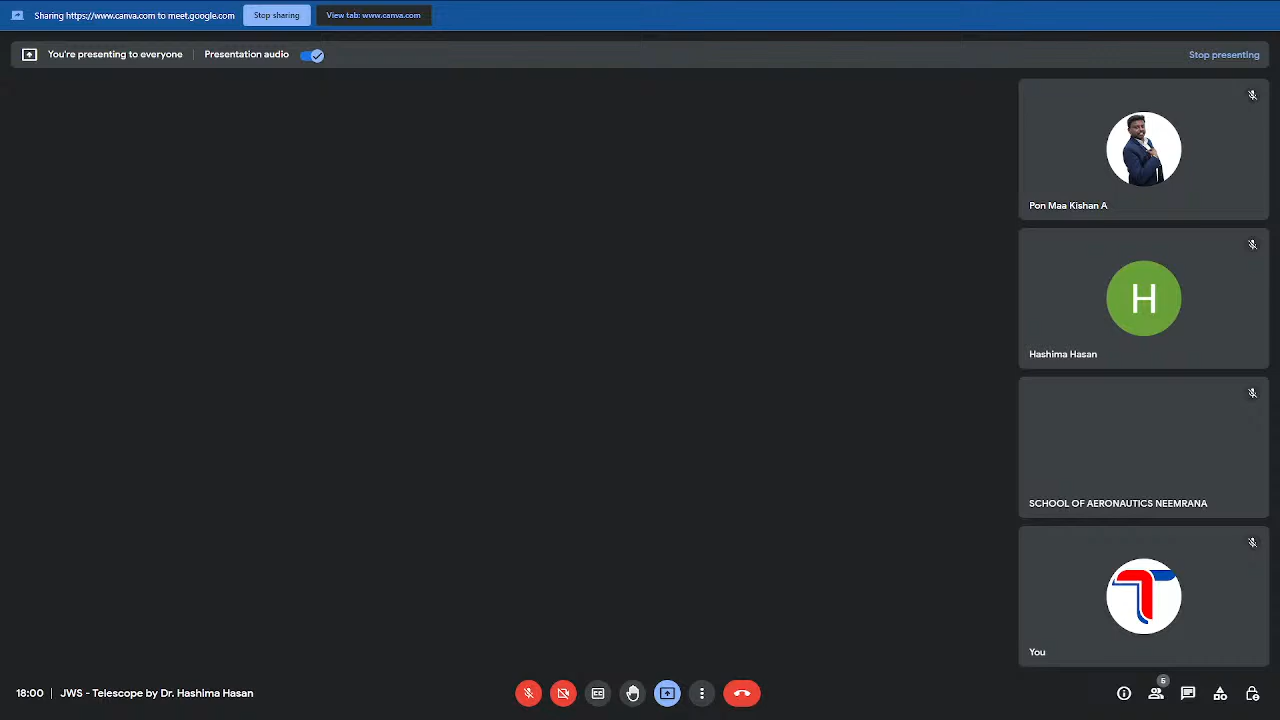 Sharing https://www.canva.com to meet.google.com
Stop sharing
View tab: www.canva.com
You're presenting to everyone
Presentation audio
Stop presenting
Pon Maa Kishan A
H
Hashima Hasan
SCHOOL OF AERONAUTICS NEEMRANA
T
You
18:00 | JWS - Telescope by Dr. Hashima Hasan
CC
5